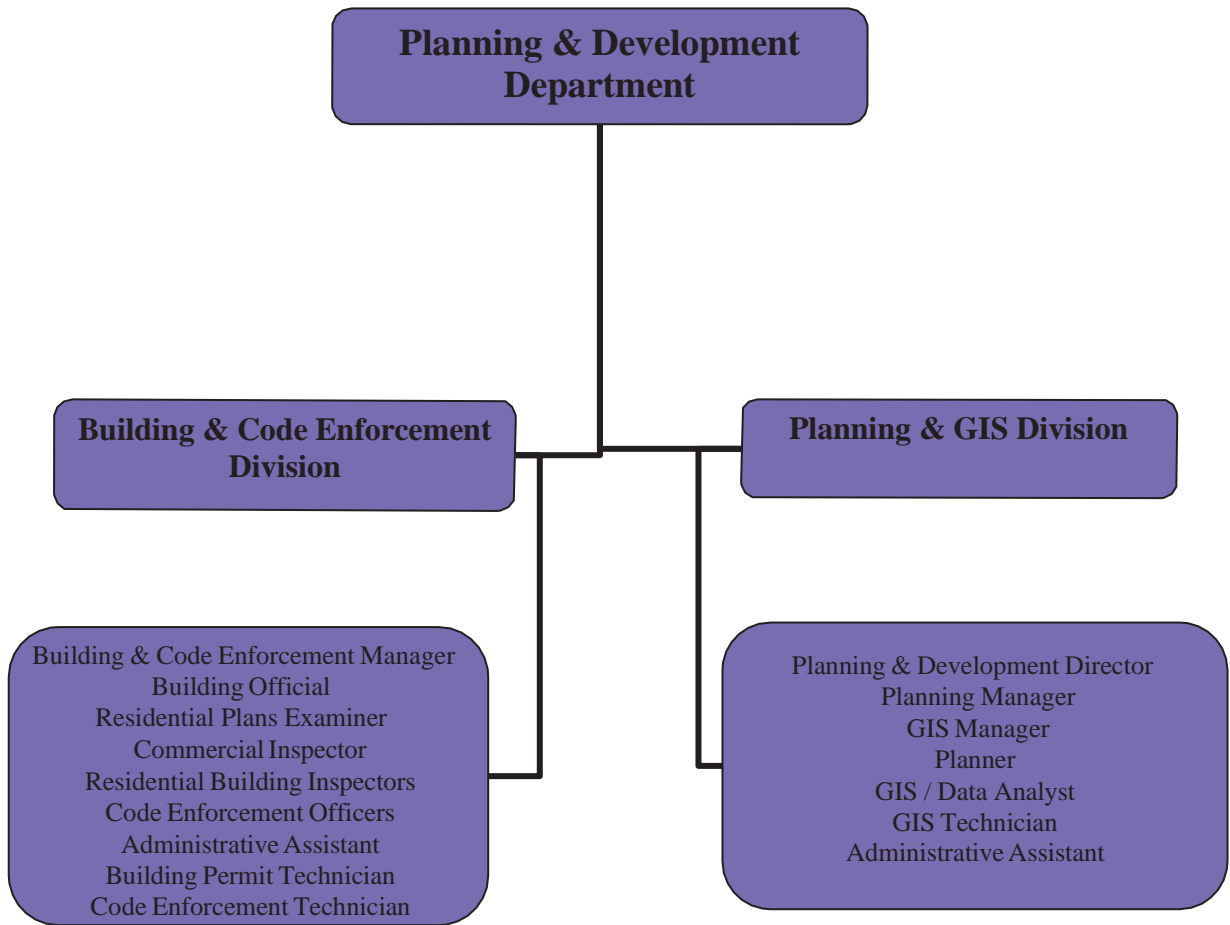 Planning & Development
Department
Building & Code Enforcement
Division
Planning & GIS Division
Building & Code Enforcement Manager
Building Official
Residential Plans Examiner
Commercial Inspector
Residential Building Inspectors
Code Enforcement Officers
Administrative Assistant
Building Permit Technician
Code Enforcement Technician
Planning & Development Director
Planning Manager
GIS Manager
Planner
GIS / Data Analyst
GIS Technician
Administrative Assistant